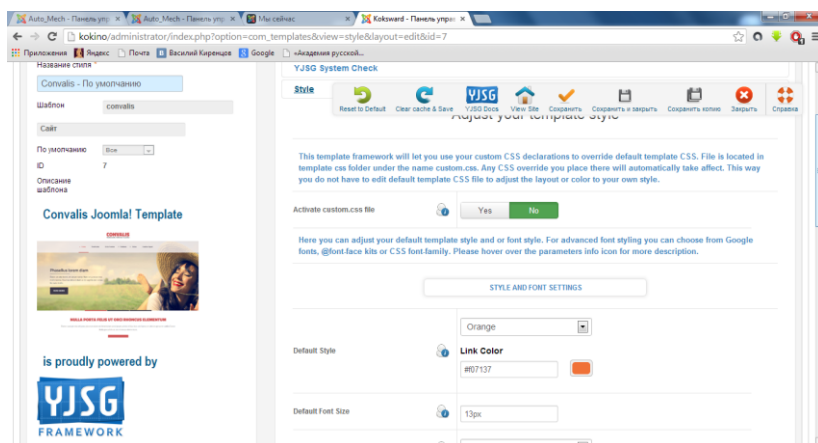 Auto_Mech - Панель упр
Auto_Mech - Панель упр
Мы сейчас
Koksward - Панель управ
kokino/administrator/index.php?option=com_templates&view=style&layout=edit&id=7
Приложения Яндекс Почта Василий Киренцов Google «Академия русской...
Название стиля *
Convalis - По умолчанию
Шаблон convalis
Сайт
По умолчанию Все
ID 7
Описание
шаблона
Convalis Joomla! Template
CONVALIS
is proudly powered by
YJSG
FRAMEWORK
YJSG System Check
Style
Reset to Default Clear cache & Save YJSG Docs View Site Сохранить Сохранить и закрыть Сохранить копию Закрыть Справка
YJSG
Adjust your template style
This template framework will let you use your custom CSS declarations to override default template CSS. File is located in
template css folder under the name custom.css. Any CSS override you place there will automatically take affect. This way
you do not have to edit default template CSS file to adjust the layout or color to your own style.
Activate custom.css file Yes No
Here you can adjust your default template style and or font style. For advanced font styling you can choose from Google
fonts, @font-face kits or CSS font-family. Please hover over the parameters info icon for more description.
STYLE AND FONT SETTINGS
Orange
Default Style
Link Color
#f07137
Default Font Size 13px